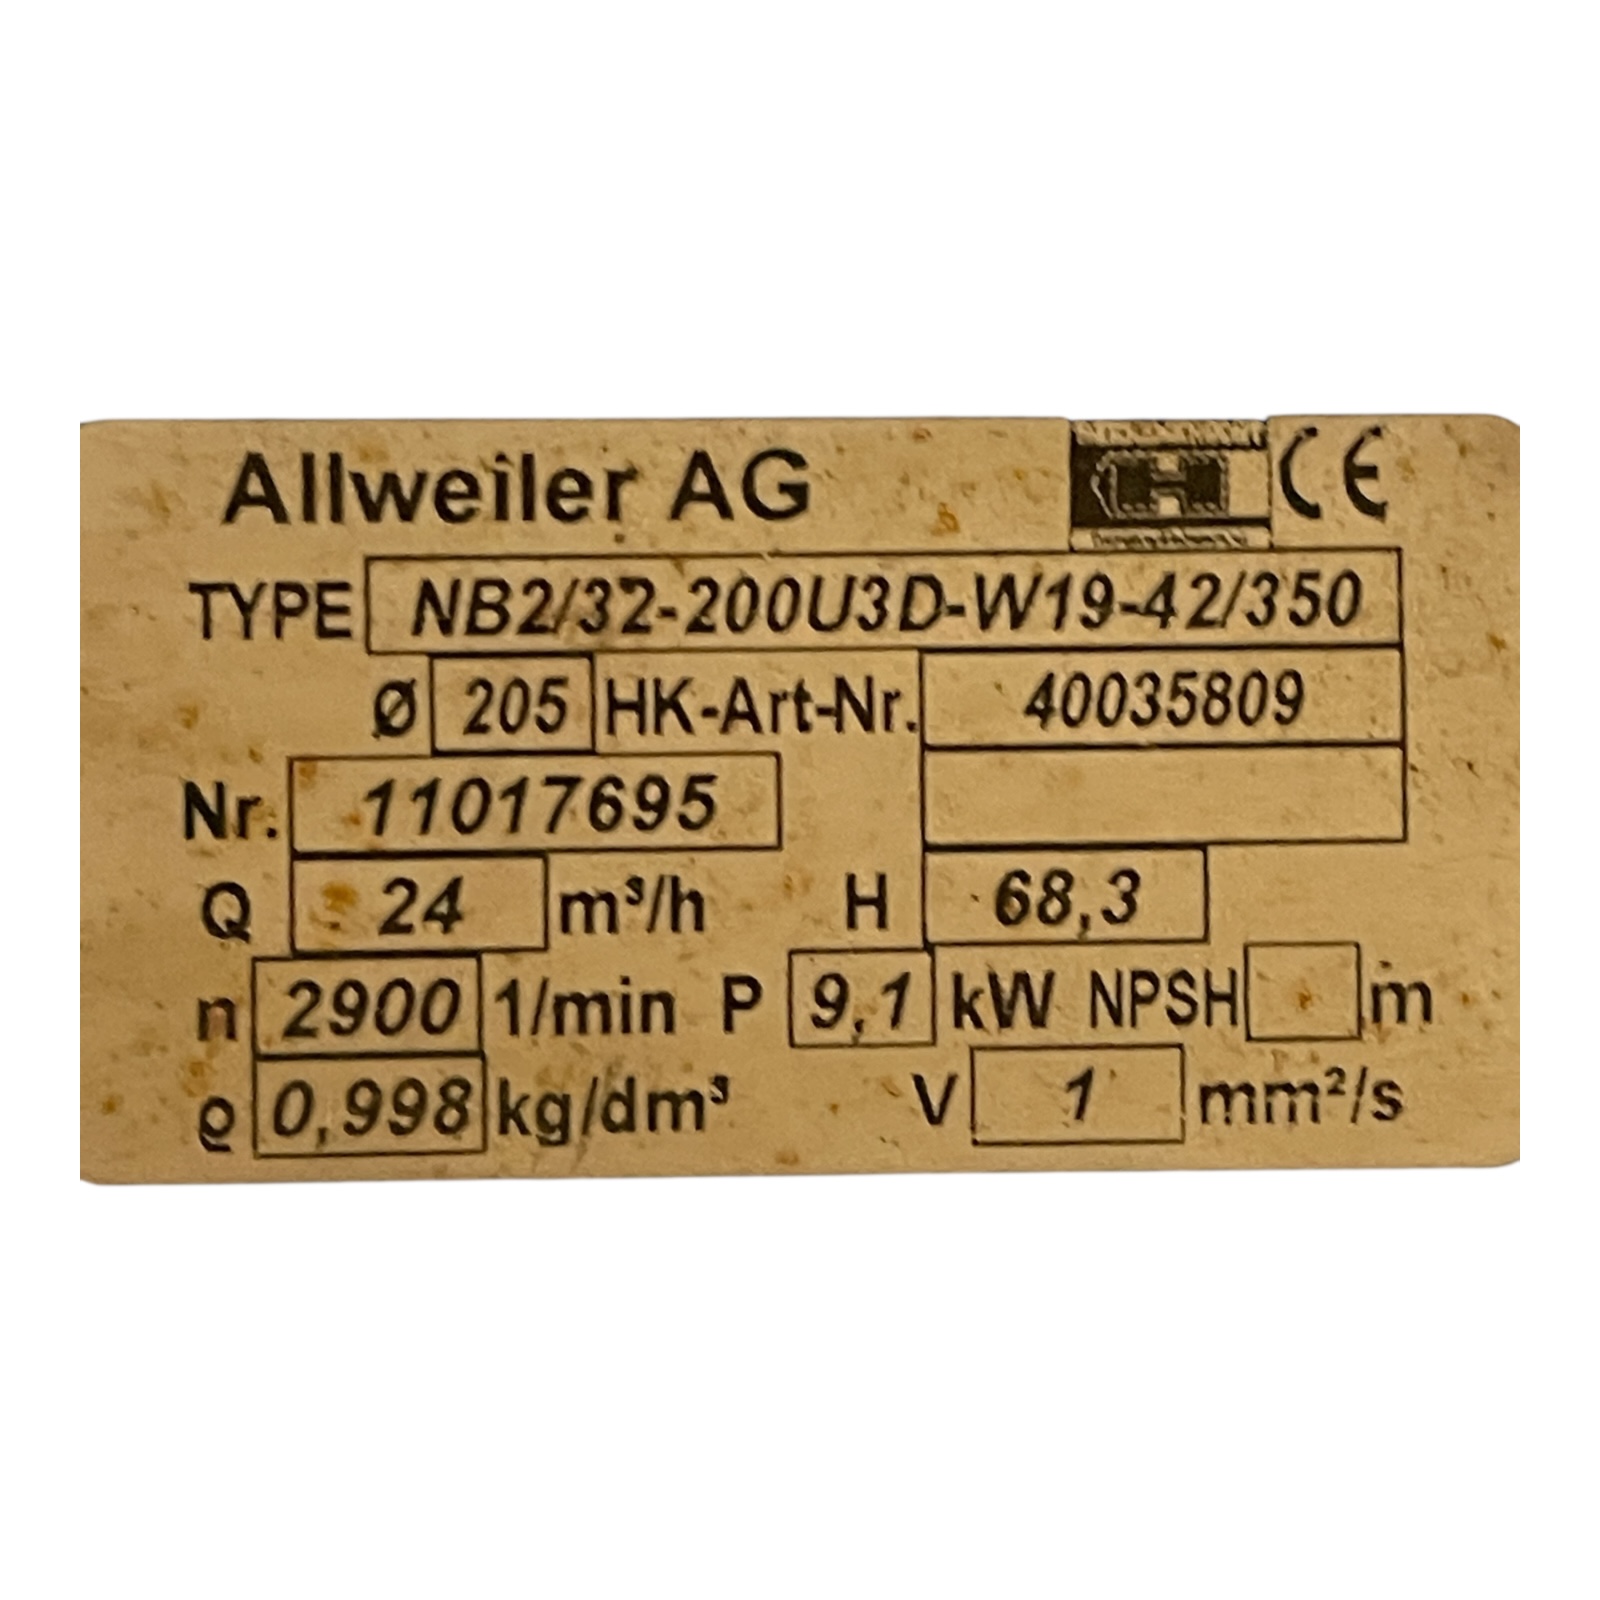 Allweiler AG CE
TYPE NB2/32-200U3D-W19-42/350
Ø 205 HK-Art-Nr. 40035809
Nr. 11017695
Q 24 m³/h H 68,3
n 2900 1/min P 9,1 kW NPSH m
ϱ 0,998 kg/dm³ V 1 mm²/s